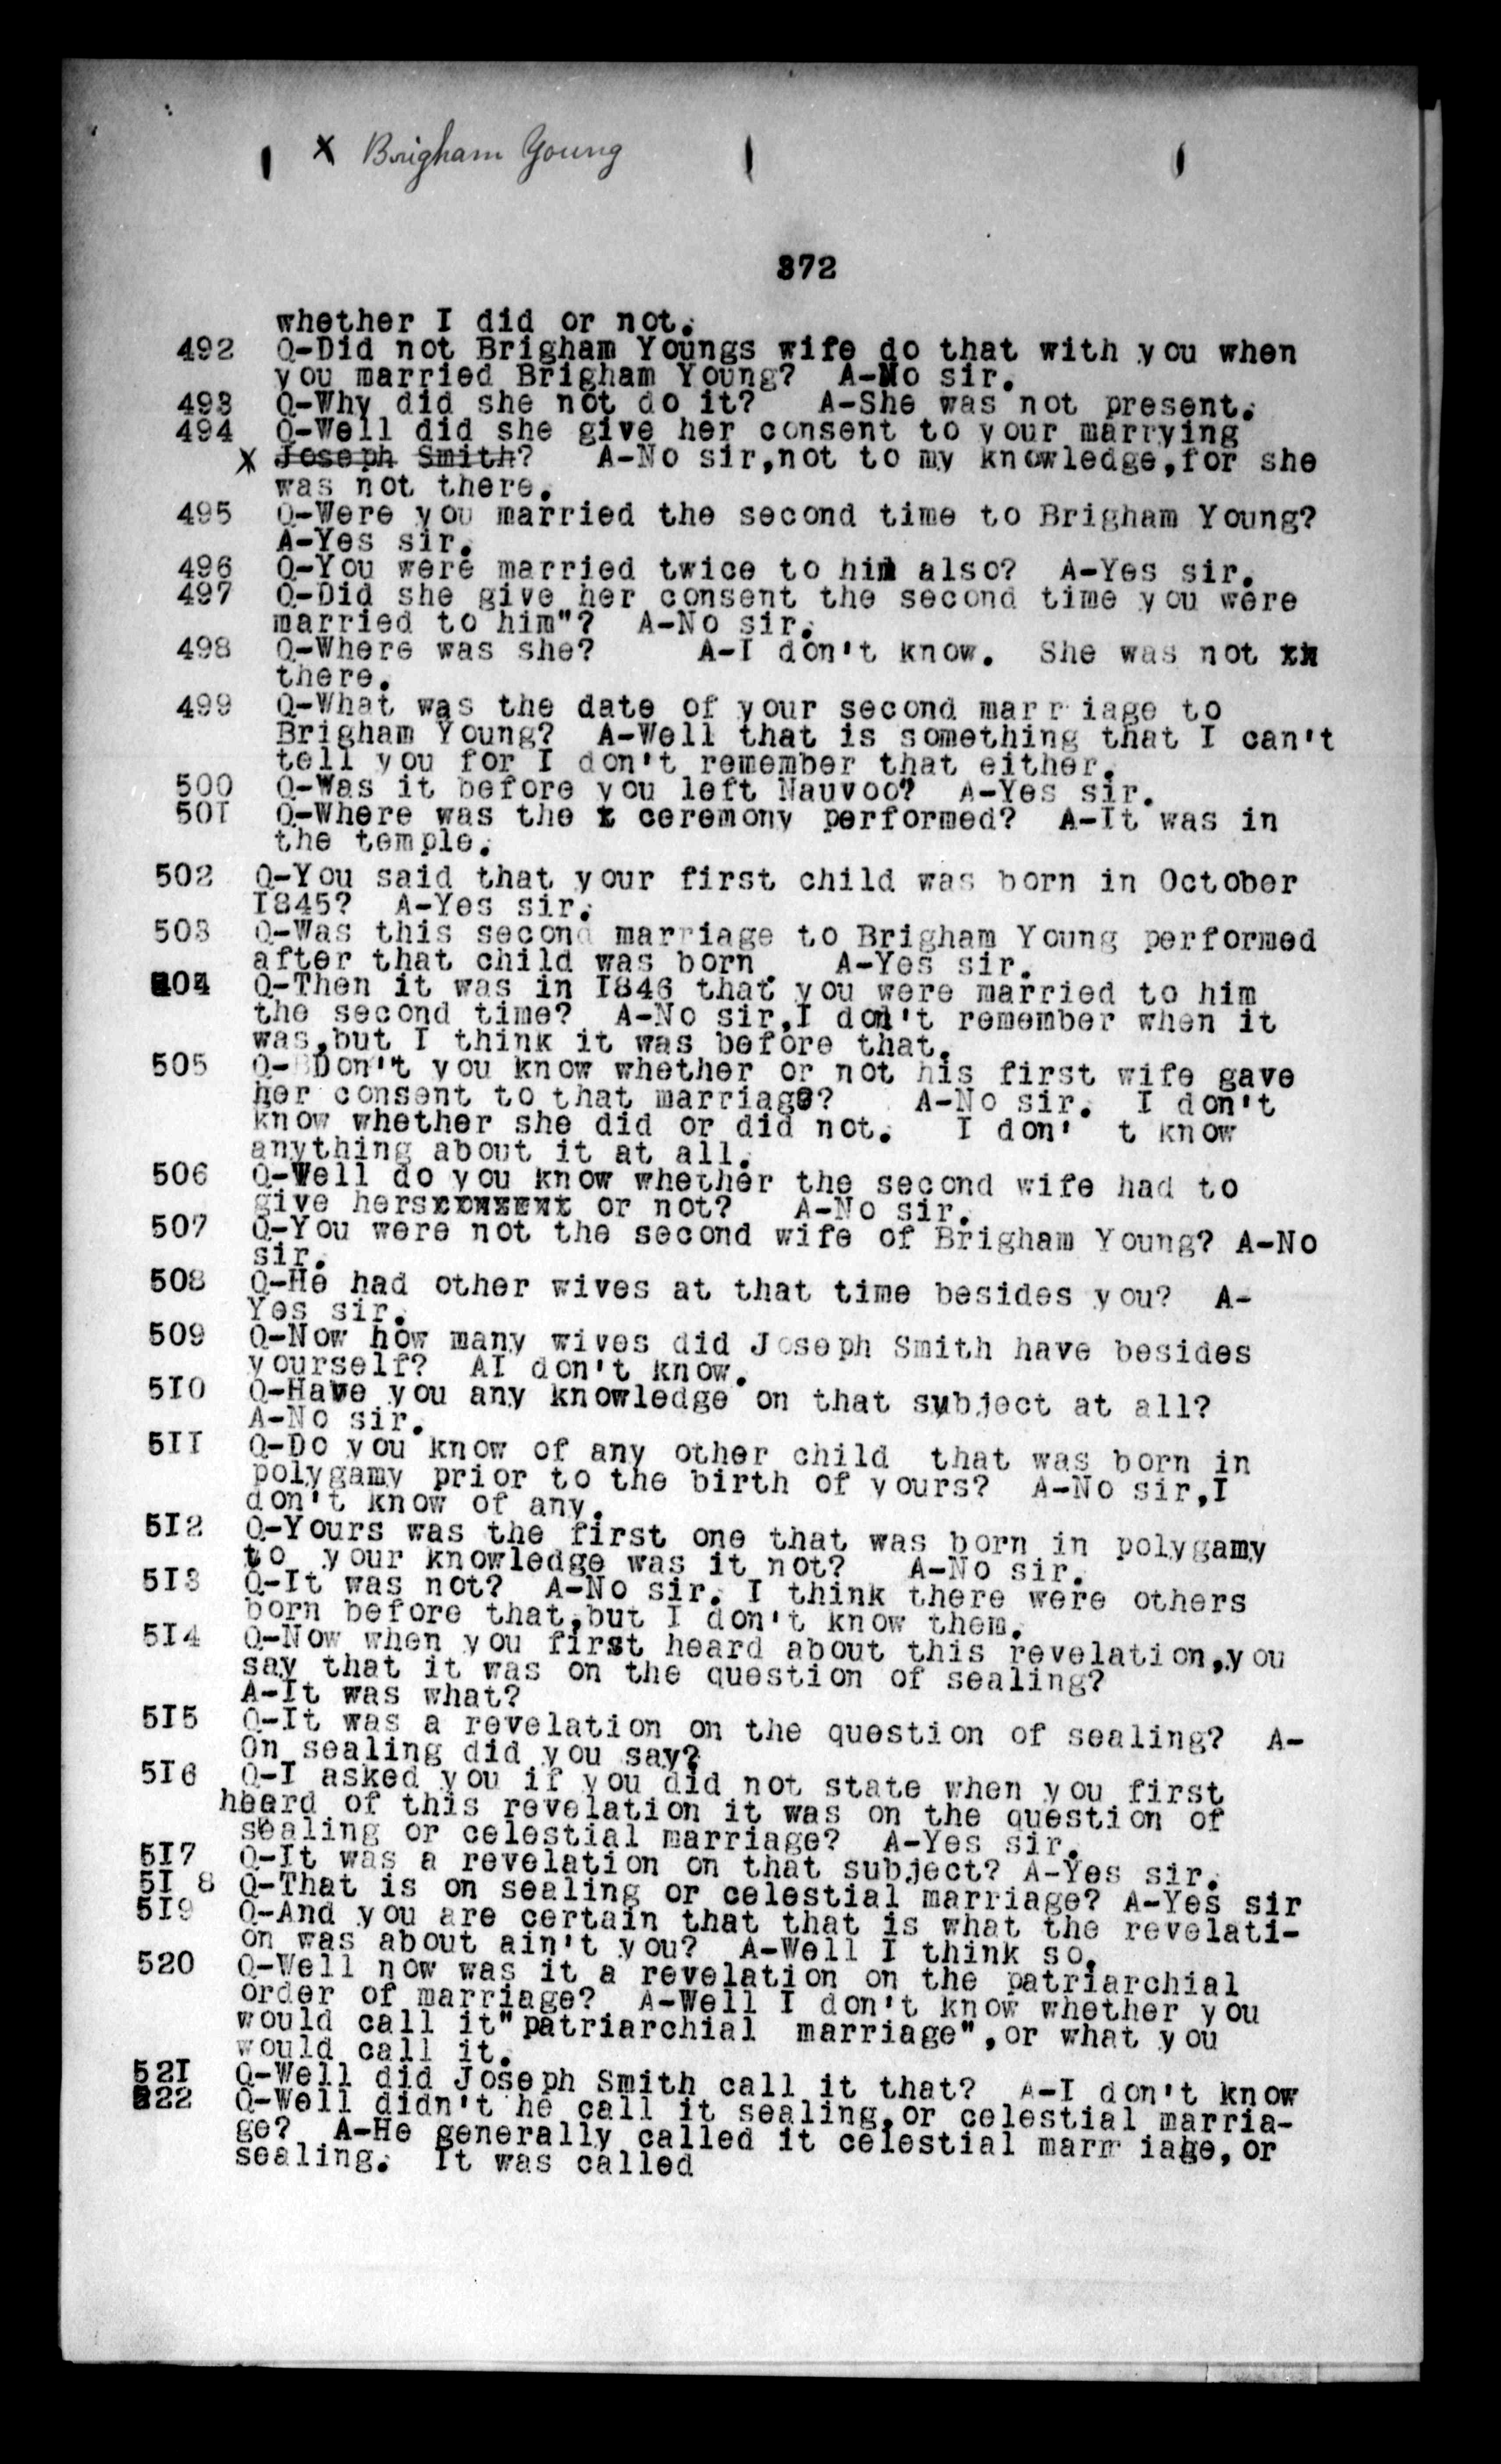 x Brigham Young
372
whether I did or not.
492 Q-Did not Brigham Youngs wife do that with you when
you married Brigham Young? A-No sir.
493 Q-Why did she not do it? A-She was not present.
494 Q-Well did she give her consent to your marrying
x Joseph Smith? A-No sir,not to my knowledge,for she
was not there.
495 Q-Were you married the second time to Brigham Young?
A-Yes sir.
496 Q-You were married twice to him also? A-Yes sir.
497 Q-Did she give her consent the second time you were
married to him"? A-No sir.
498 Q-Where was she? A-I don't know. She was not
there.
499 Q-What was the date of your second marr iage to
Brigham Young? A-Well that is something that I can't
tell you for I don't remember that either.
500 Q-Was it before you left Nauvoo? A-Yes sir.
50I Q-Where was the t ceremony performed? A-It was in
the temple.
502 Q-You said that your first child was born in October
I845? A-Yes sir.
503 Q-Was this second marriage to Brigham Young performed
after that child was born. A-Yes sir.
504 Q-Then it was in I846 that you were married to him
the second time? A-No sir,I don't remember when it
was,but I think it was before that.
505 Q-BDon't you know whether or not his first wife gave
her consent to that marriage? A-No sir. I don't
know whether she did or did not. I don' t know
anything about it at all.
506 Q-Well do you know whether the second wife had to
give hers or not? A-No sir.
507 Q-You were not the second wife of Brigham Young? A-No
sir.
508 Q-He had other wives at that time besides you? A-
Yes sir.
509 Q-Now how many wives did Joseph Smith have besides
yourself? AI don't know.
5I0 Q-Have you any knowledge on that subject at all?
A-No sir.
5II Q-Do you know of any other child that was born in
polygamy prior to the birth of yours? A-No sir,I
don't know of any.
5I2 Q-Yours was the first one that was born in polygamy
to your knowledge was it not? A-No sir.
5I3 Q-It was not? A-No sir. I think there were others
born before that,but I don't know them.
5I4 Q-Now when you first heard about this revelation,you
say that it was on the question of sealing?
A-It was what?
5I5 Q-It was a revelation on the question of sealing? A-
On sealing did you say?
5I6 Q-I asked you if you did not state when you first
heard of this revelation it was on the question of
sealing or celestial marriage? A-Yes sir.
5I7 Q-It was a revelation on that subject? A-Yes sir.
5I 8 Q-That is on sealing or celestial marriage? A-Yes sir
5I9 Q-And you are certain that that is what the revelati-
on was about ain't you? A-Well I think so.
520 Q-Well now was it a revelation on the patriarchial
order of marriage? A-Well I don't know whether you
would call it"patriarchial marriage",or what you
would call it.
52I Q-Well did Joseph Smith call it that? A-I don't know
522 Q-Well didn't he call it sealing,or celestial marria-
ge? A-He generally called it celestial marr iage,or
sealing. It was called